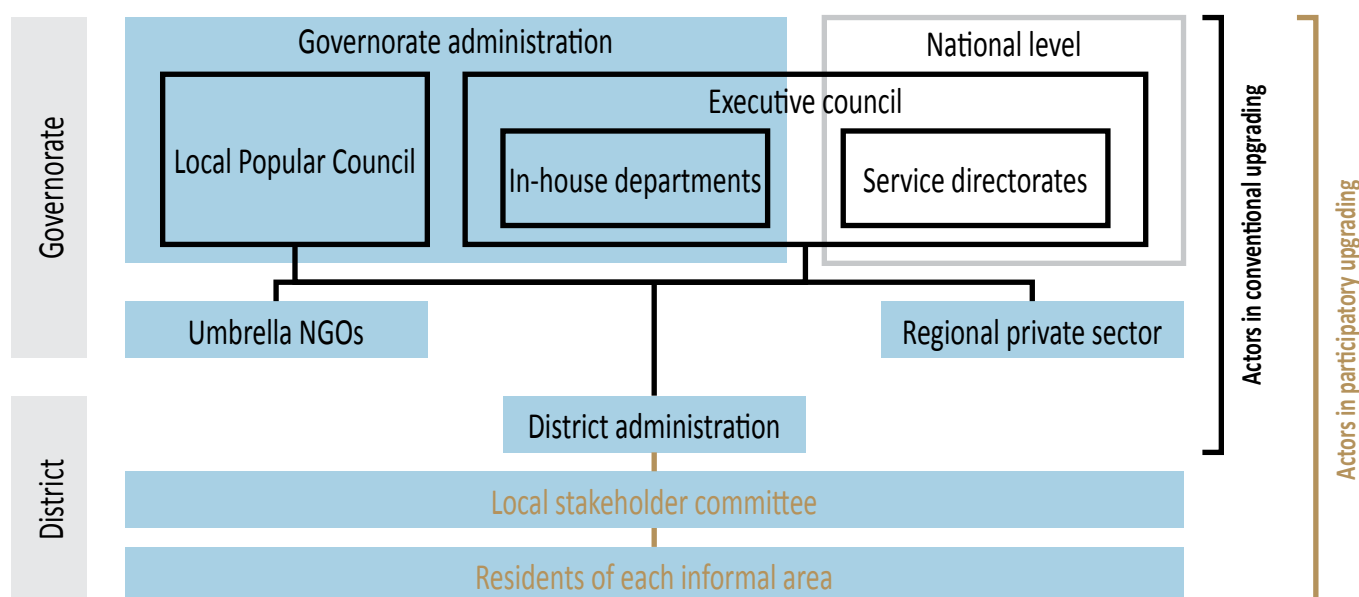 Governorate administration
National level
Executive council
Local Popular Council
In-house departments
Service directorates
Governorate
Umbrella NGOs
Regional private sector
District administration
Local stakeholder committee
Residents of each informal area
District
Actors in conventional upgrading
Actors in participatory upgrading